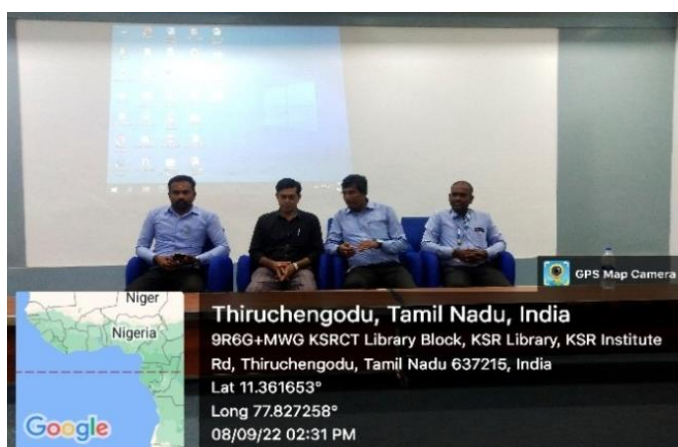 GPS Map Camera
Niger
Nigeria
Google
Thiruchengodu, Tamil Nadu, India
9R6G+MWG KSRCT Library Block, KSR Library, KSR Institute
Rd, Thiruchengodu, Tamil Nadu 637215, India
Lat 11.361653°
Long 77.827258°
08/09/22 02:31 PM